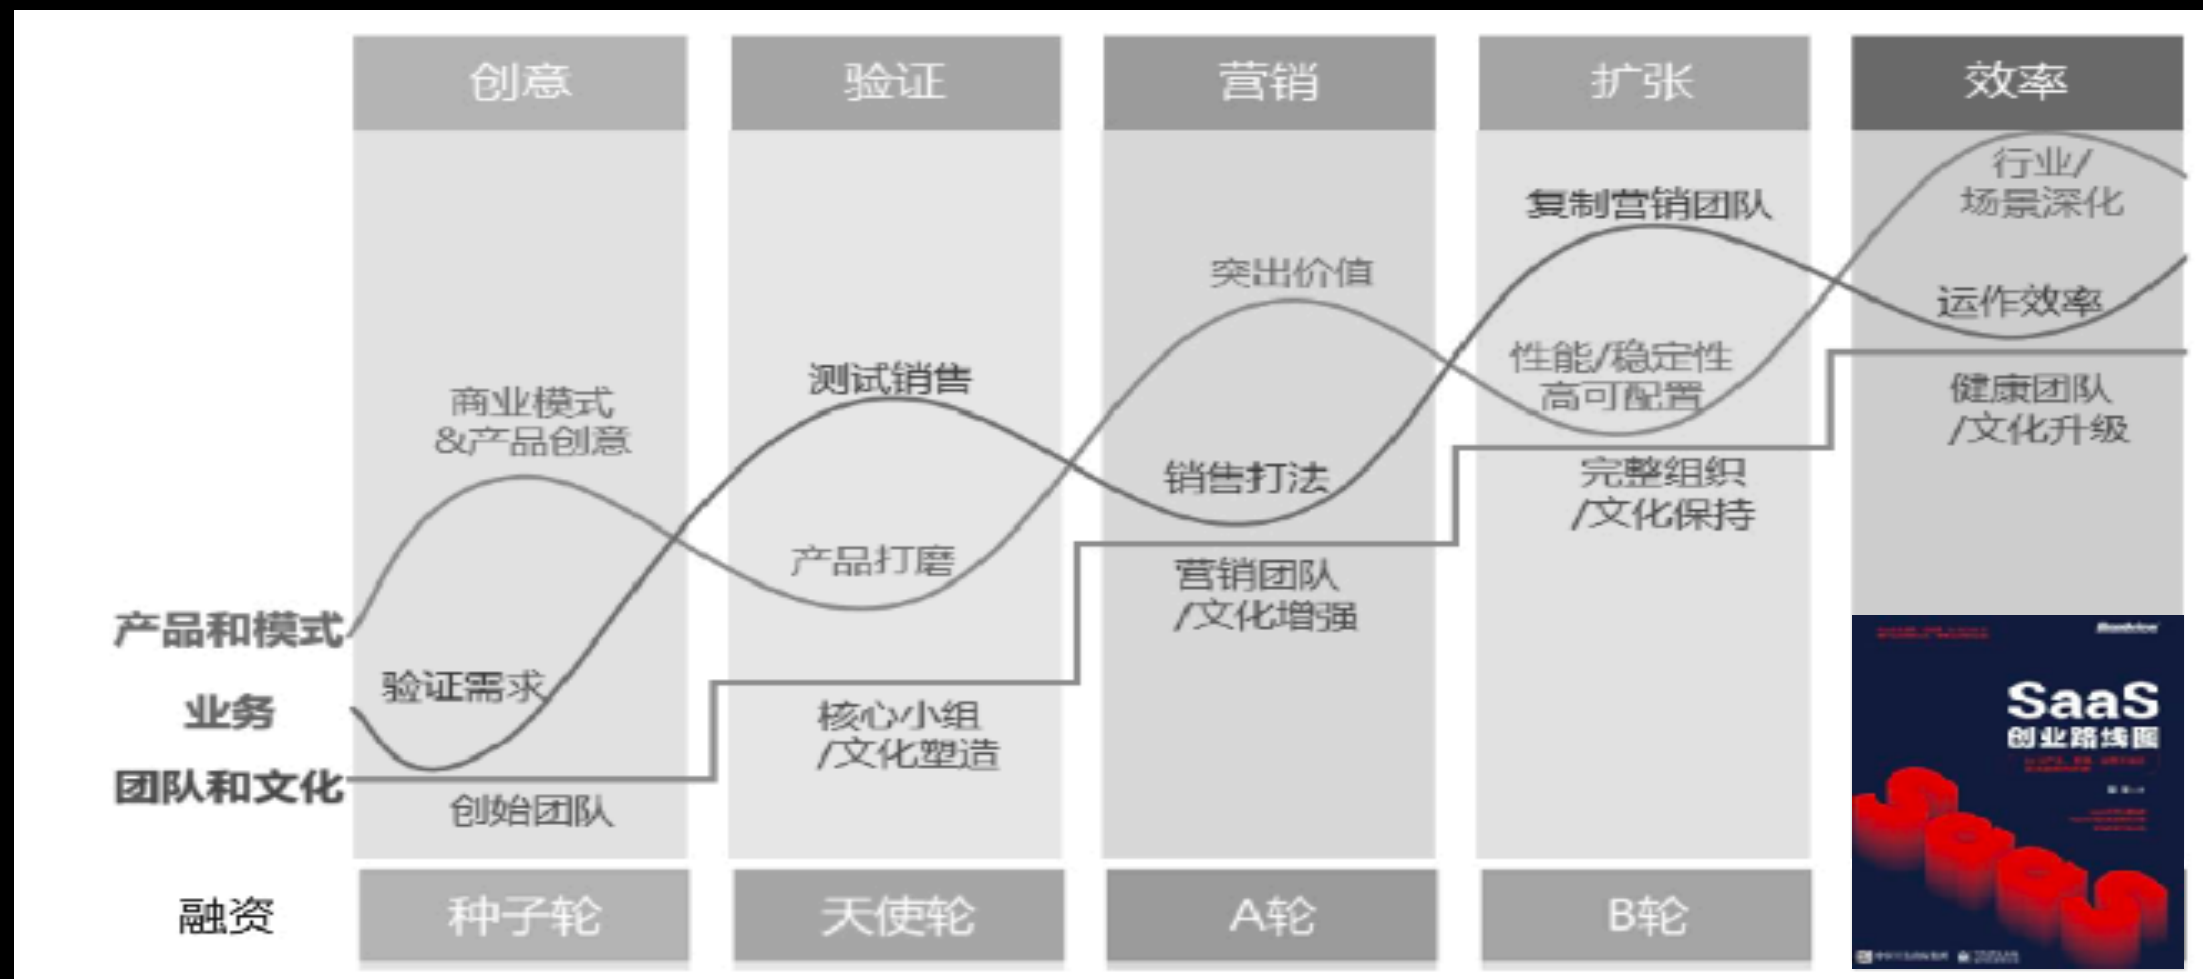 创意
验证
营销
扩张
效率
行业/
场景深化
复制营销团队
突出价值
运作效率
性能/稳定性
高可配置
测试销售
商业模式
&产品创意
健康团队
/文化升级
销售打法
完整组织
/文化保持
产品打磨
营销团队
/文化增强
产品和模式
验证需求
业务
核心小组
/文化塑造
团队和文化
创始团队
SaaS
创业路线图
SaaS
融资
种子轮
天使轮
A轮
B轮